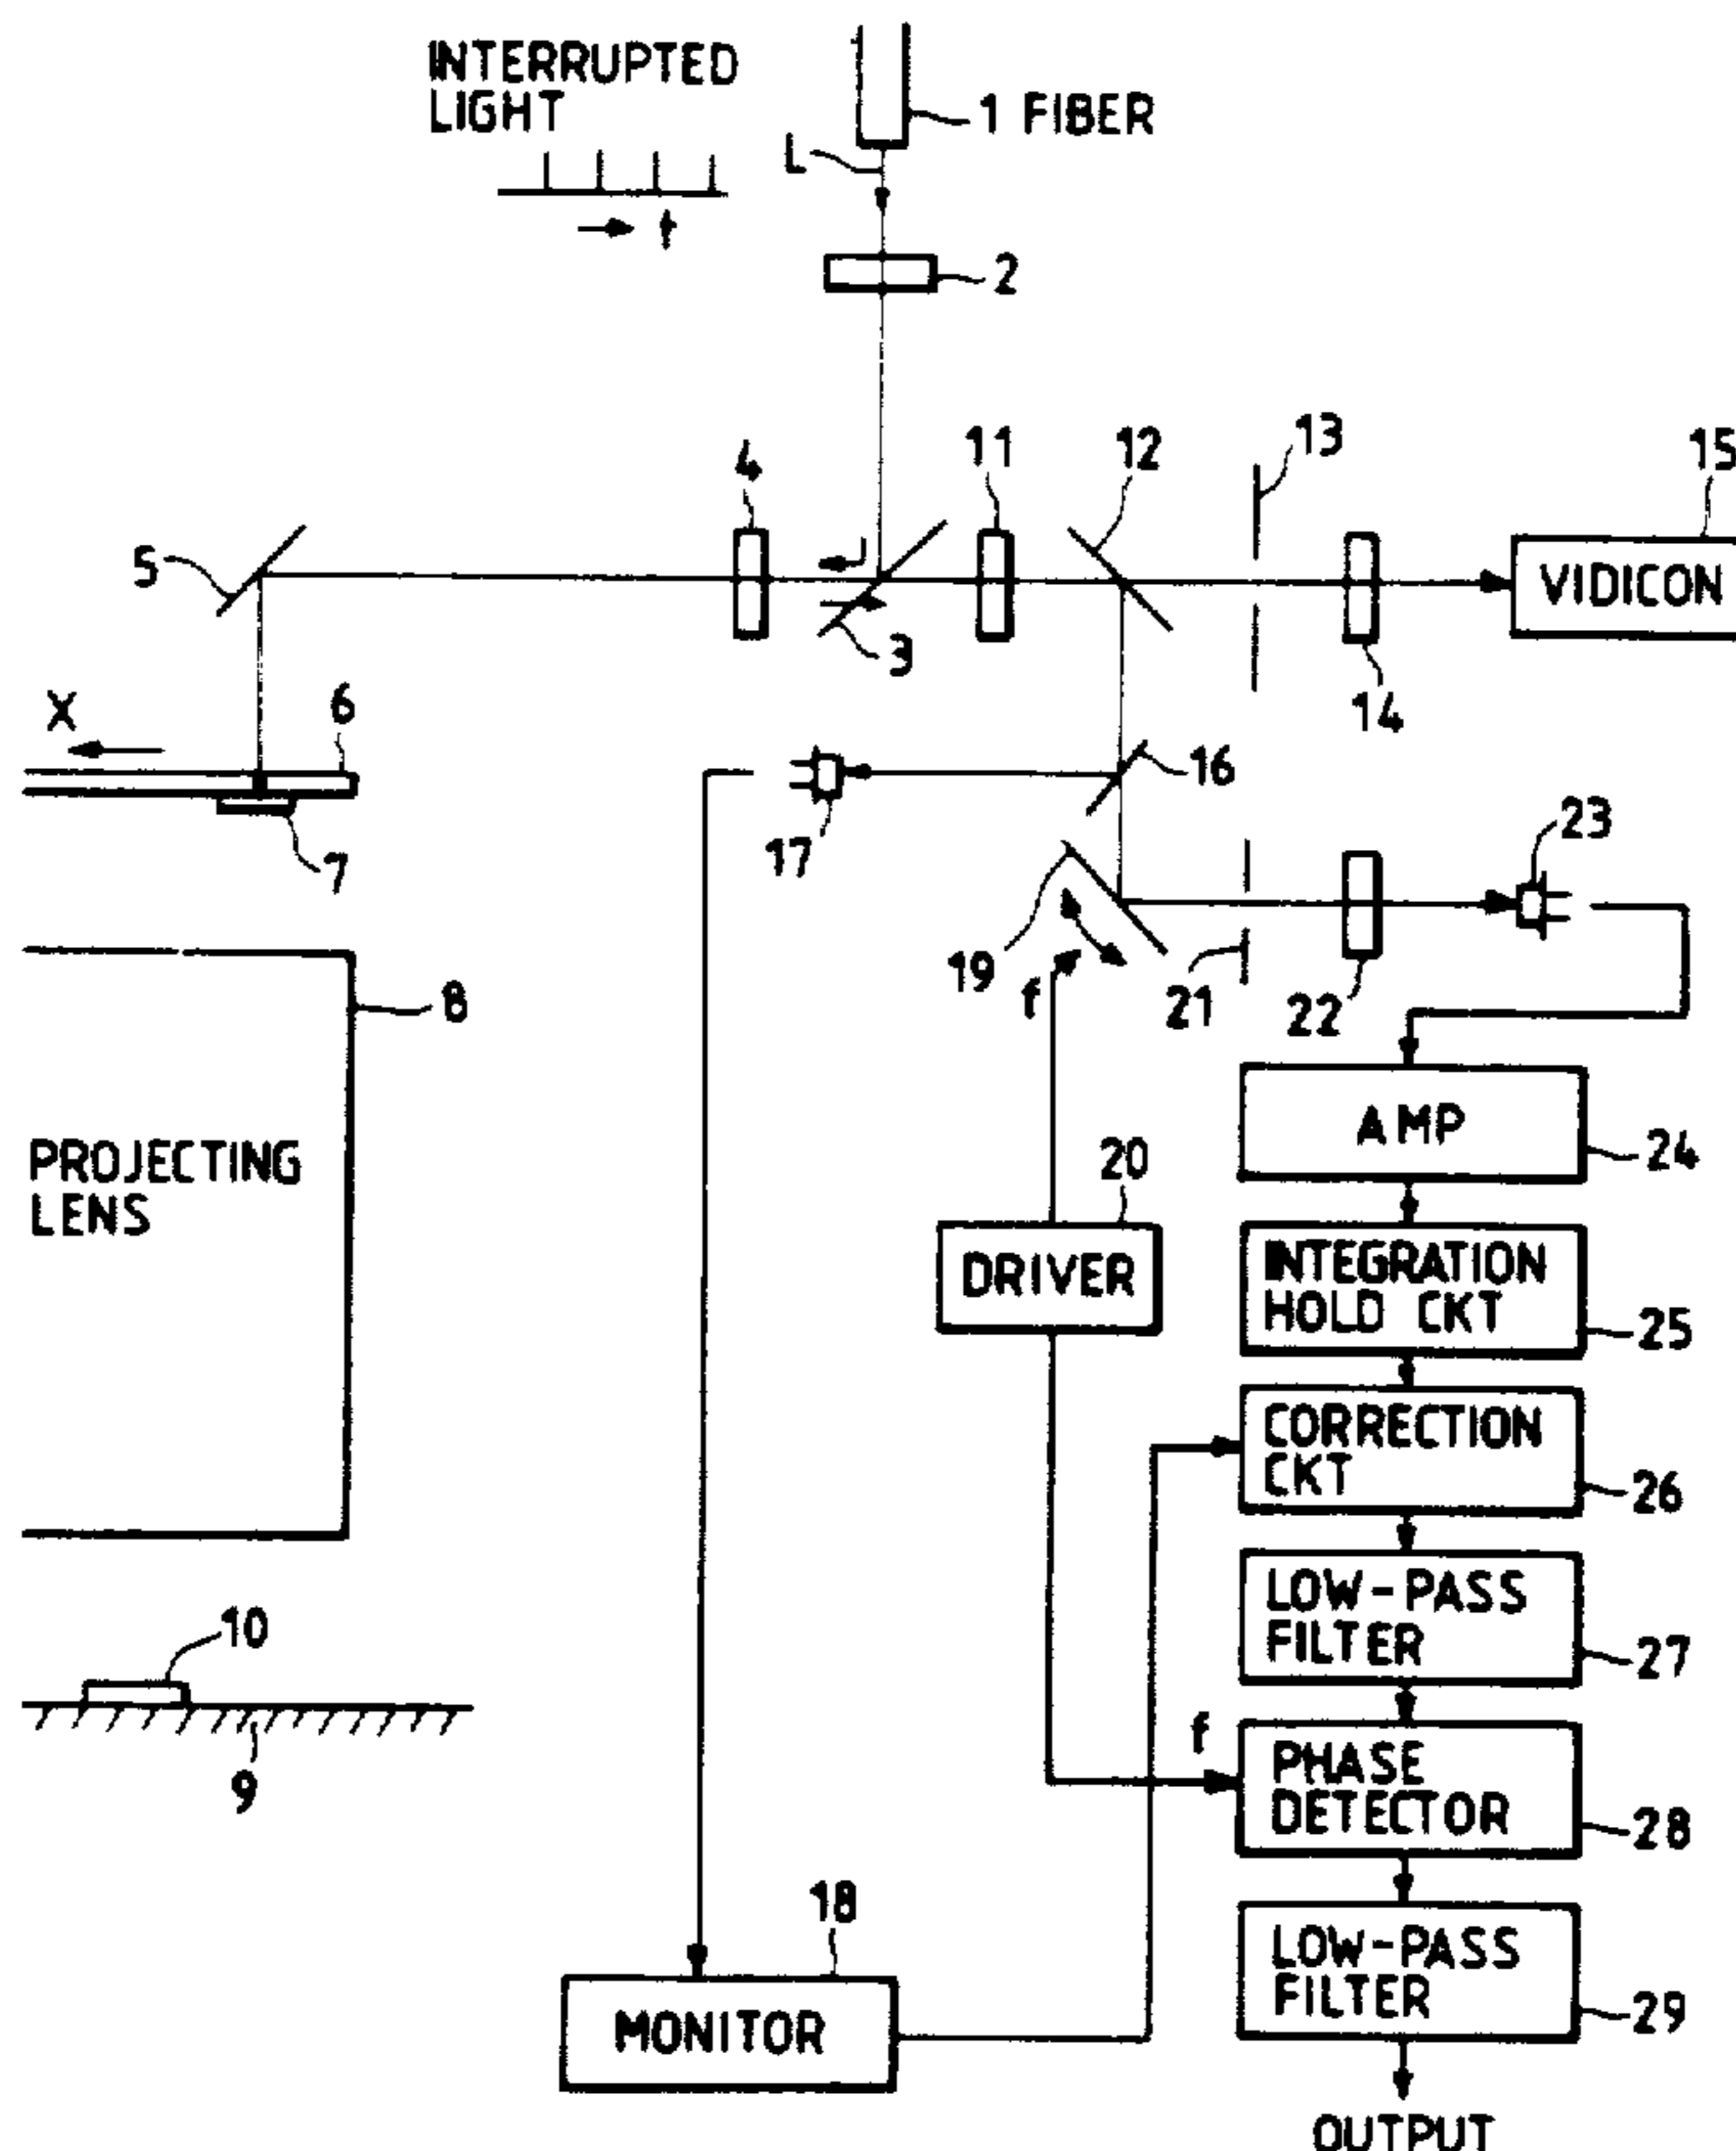 INTERRUPTED
LIGHT
1 FIBER
L
t
2
4
11
12
13
15
5
VIDICON
3
14
X
6
16
17
7
23
19
f
21
22
8
AMP
24
PROJECTING
LENS
20
DRIVER
INTEGRATION
HOLD CKT
25
CORRECTION
CKT
26
LOW-PASS
FILTER
27
10
9
f
PHASE
DETECTOR
28
18
MONITOR
LOW-PASS
FILTER
29
OUTPUT